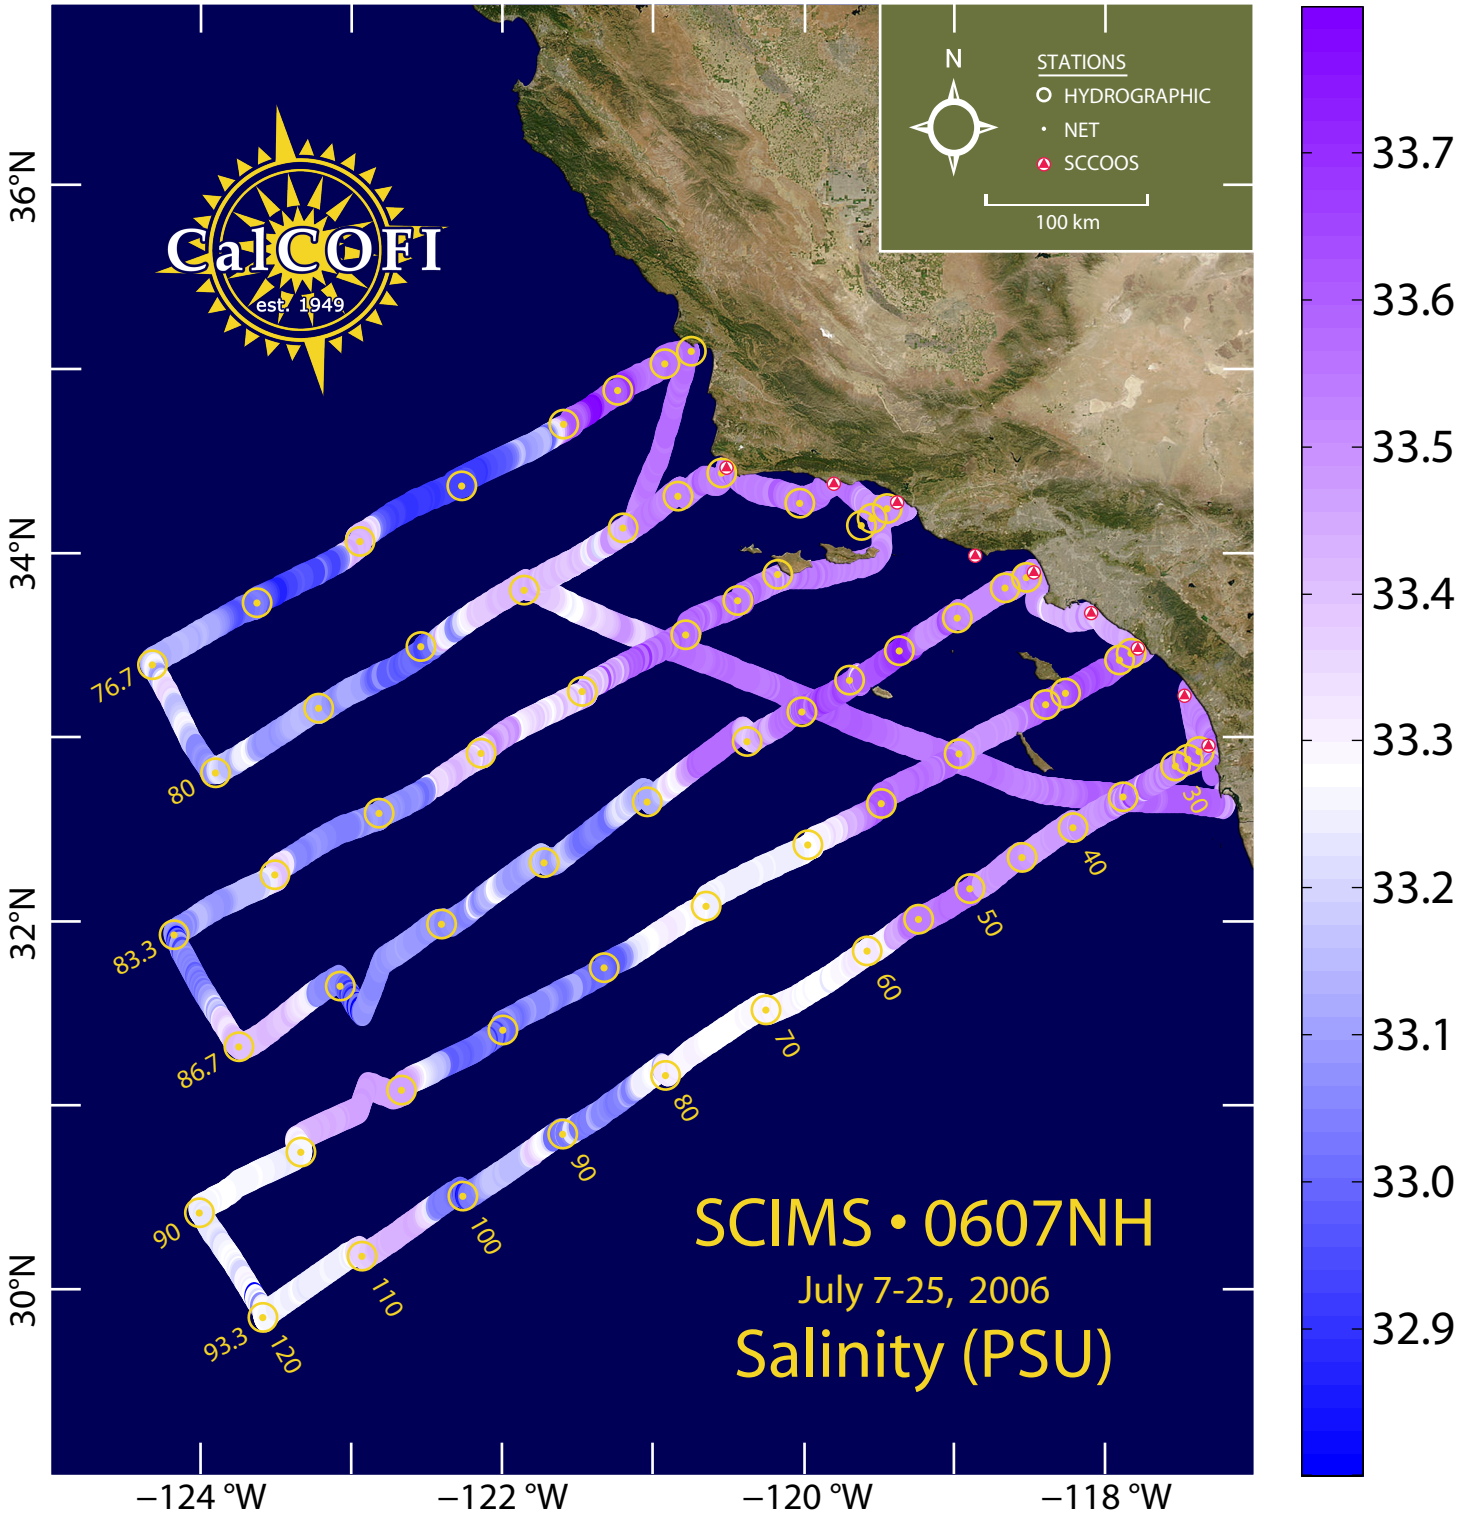 N
STATIONS
HYDROGRAPHIC
NET
SCCOOS
100 km
CalCOFI
est. 1949
36°N
34°N
32°N
30°N
76.7
80
83.3
86.7
90
93.3
30
40
50
60
70
80
90
100
110
120
SCIMS • 0607NH
July 7-25, 2006
Salinity (PSU)
−124 °W
−122 °W
−120 °W
−118 °W
33.7
33.6
33.5
33.4
33.3
33.2
33.1
33.0
32.9